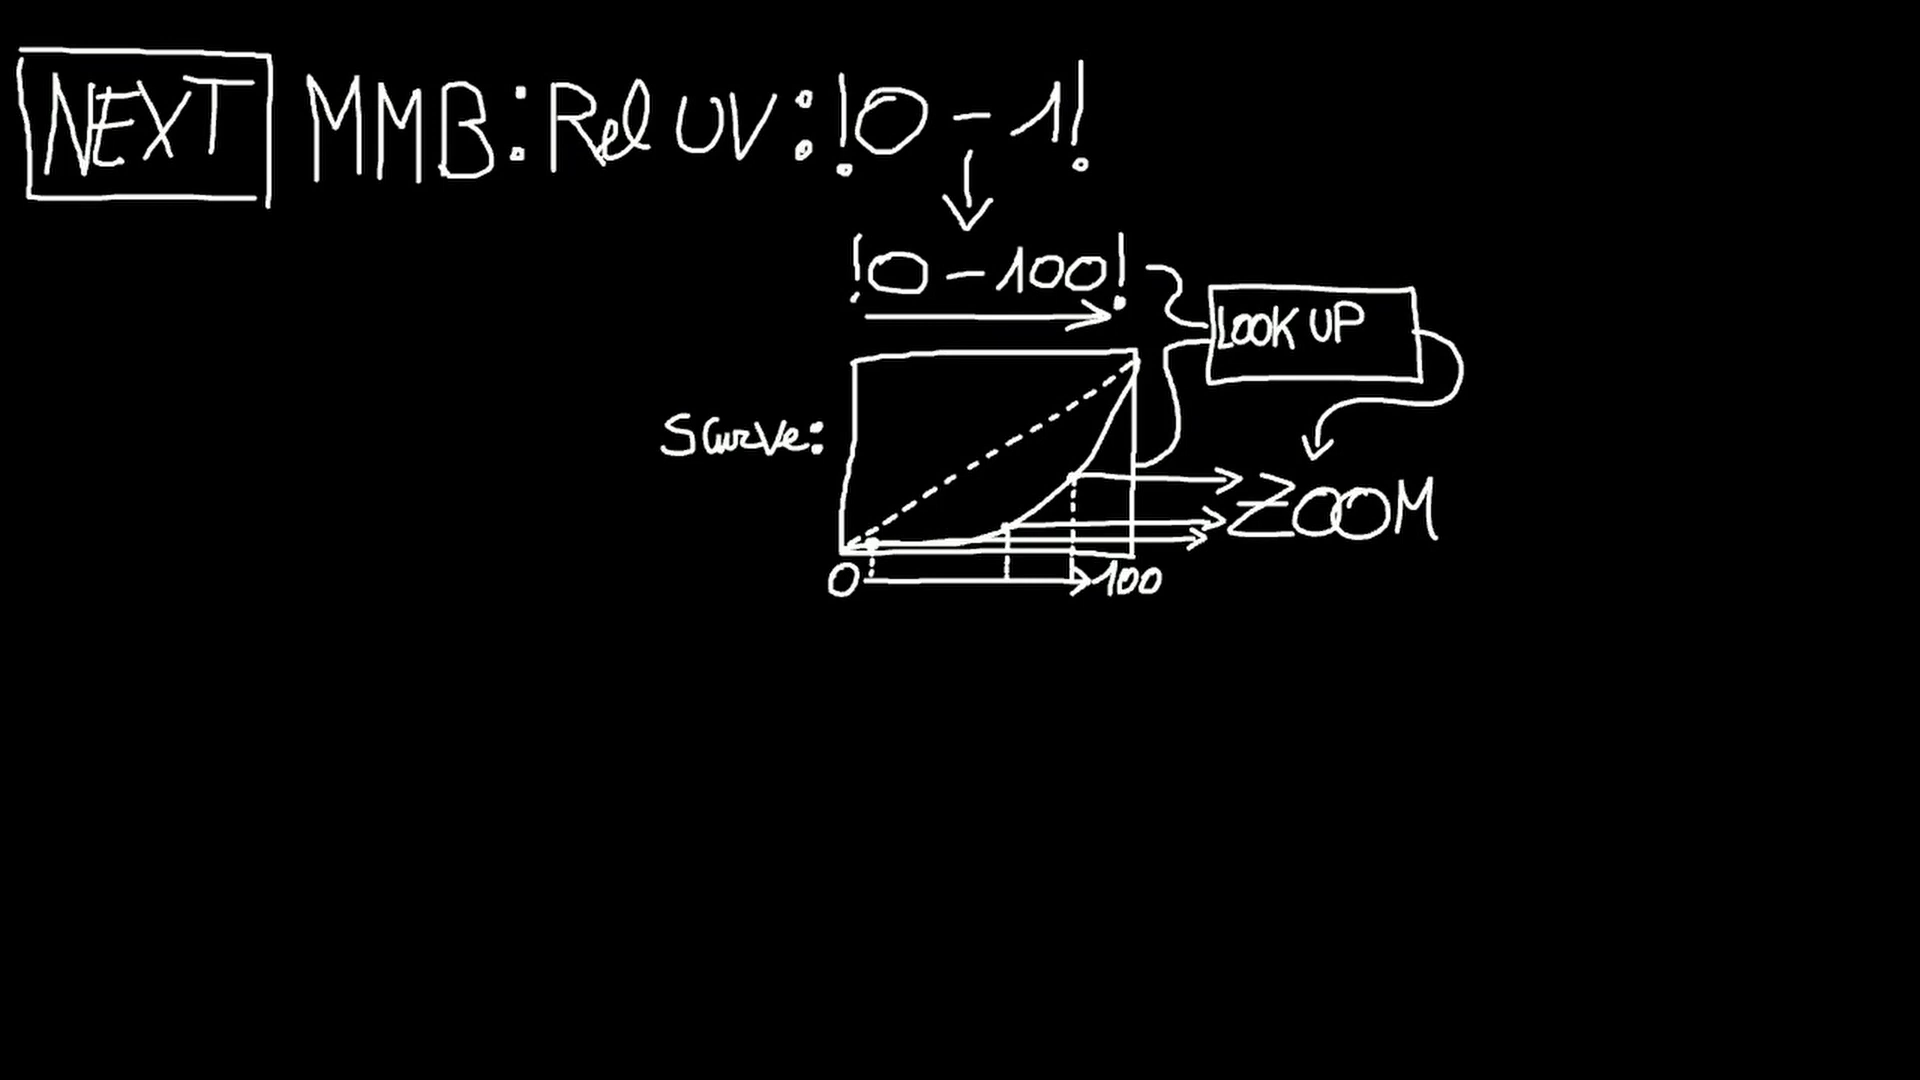 NEXT MMB: Rel UV: !0 - 1!
!0 - 100!
LOOK UP
SCurve:
ZOOM
0 100